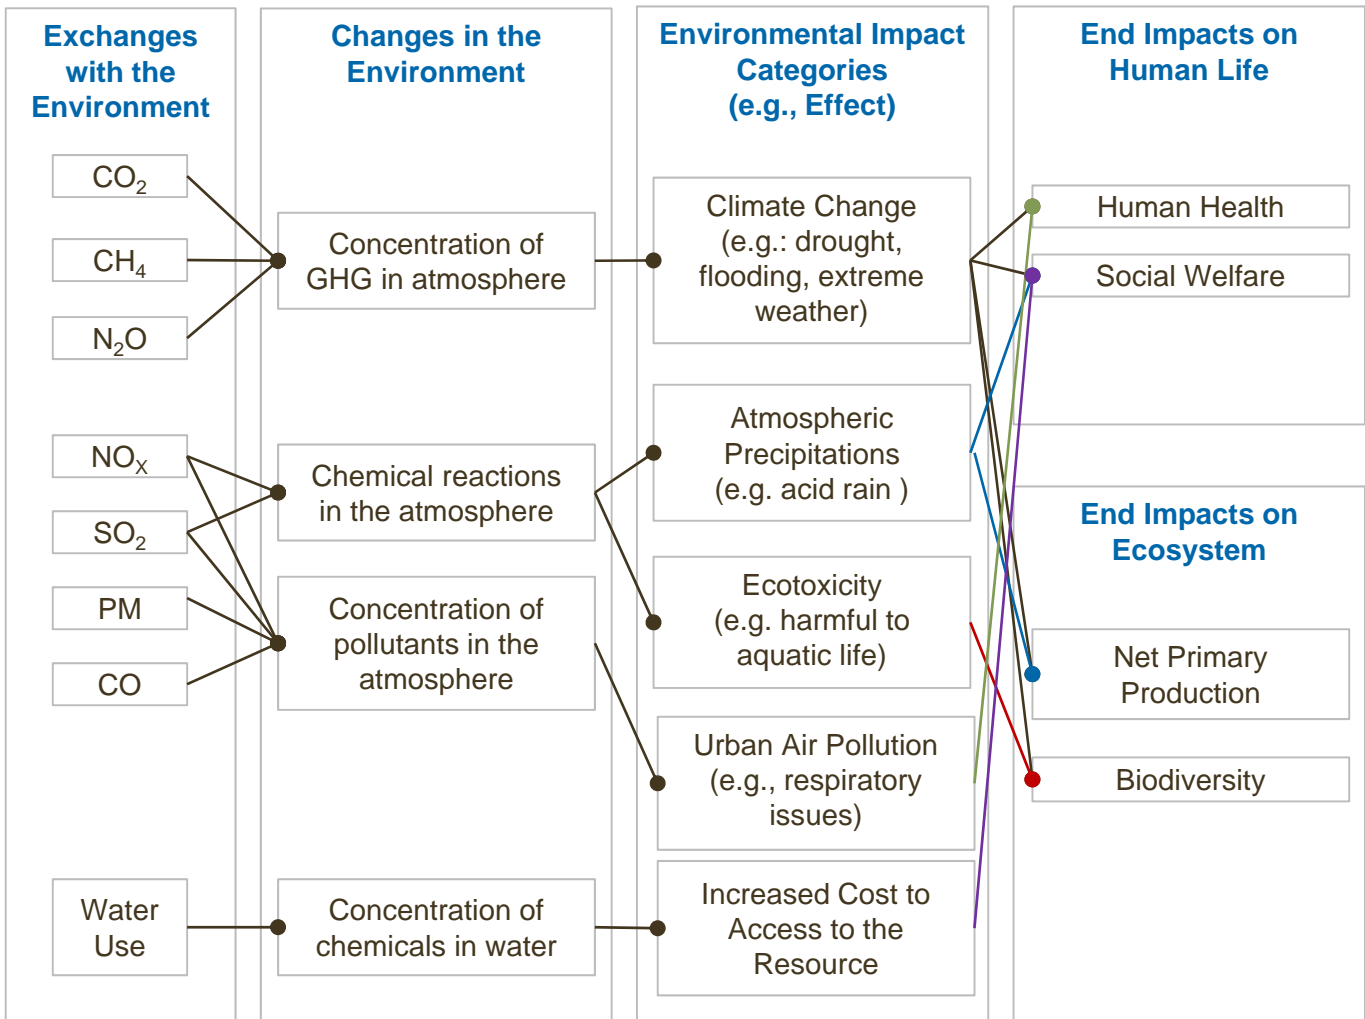 Exchanges
with the
Environment
CO₂
CH₄
N₂O
NOₓ
SO₂
PM
CO
Water
Use
Changes in the
Environment
Concentration of
GHG in atmosphere
Chemical reactions
in the atmosphere
Concentration of
pollutants in the
atmosphere
Concentration of
chemicals in water
Environmental Impact
Categories
(e.g., Effect)
Climate Change
(e.g.: drought,
flooding, extreme
weather)
Atmospheric
Precipitations
(e.g. acid rain )
Ecotoxicity
(e.g. harmful to
aquatic life)
Urban Air Pollution
(e.g., respiratory
issues)
Increased Cost to
Access to the
Resource
End Impacts on
Human Life
Human Health
Social Welfare
End Impacts on
Ecosystem
Net Primary
Production
Biodiversity